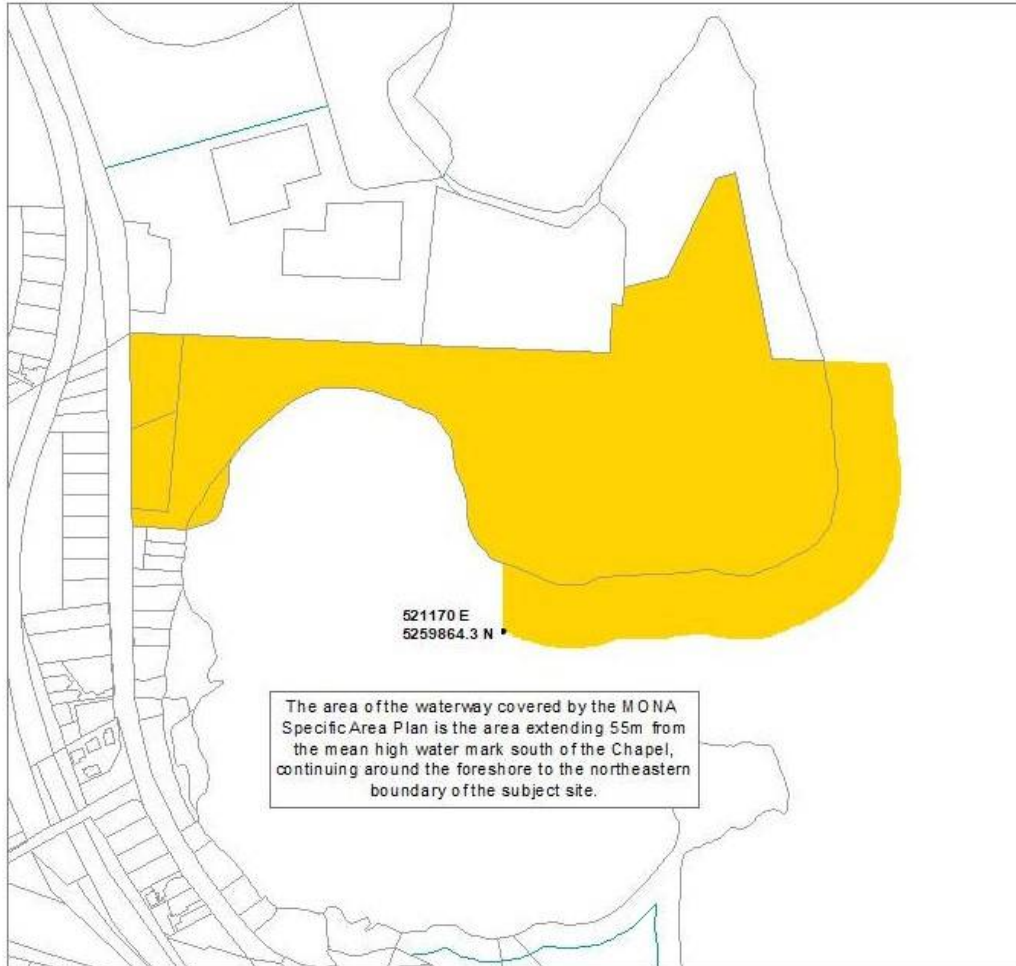 521170 E
5259864.3 N
The area of the waterway covered by the MONA
Specific Area Plan is the area extending 55m from
the mean high water mark south of the Chapel,
continuing around the foreshore to the northeastern
boundary of the subject site.